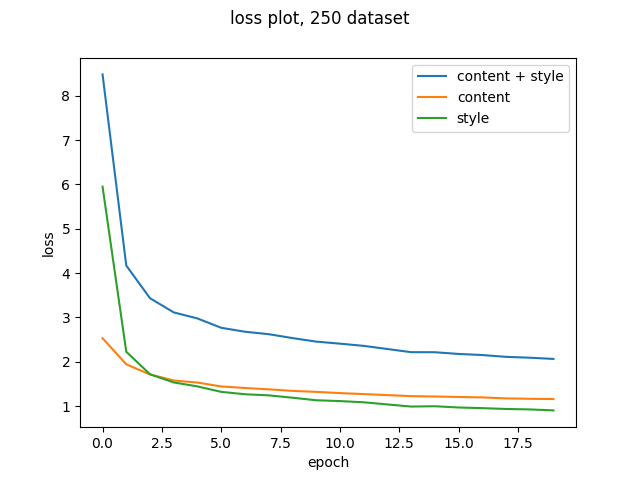 loss plot, 250 dataset
content + style
content
style
loss
8
7
6
5
4
3
2
1
0.0 2.5 5.0 7.5 10.0 12.5 15.0 17.5
epoch